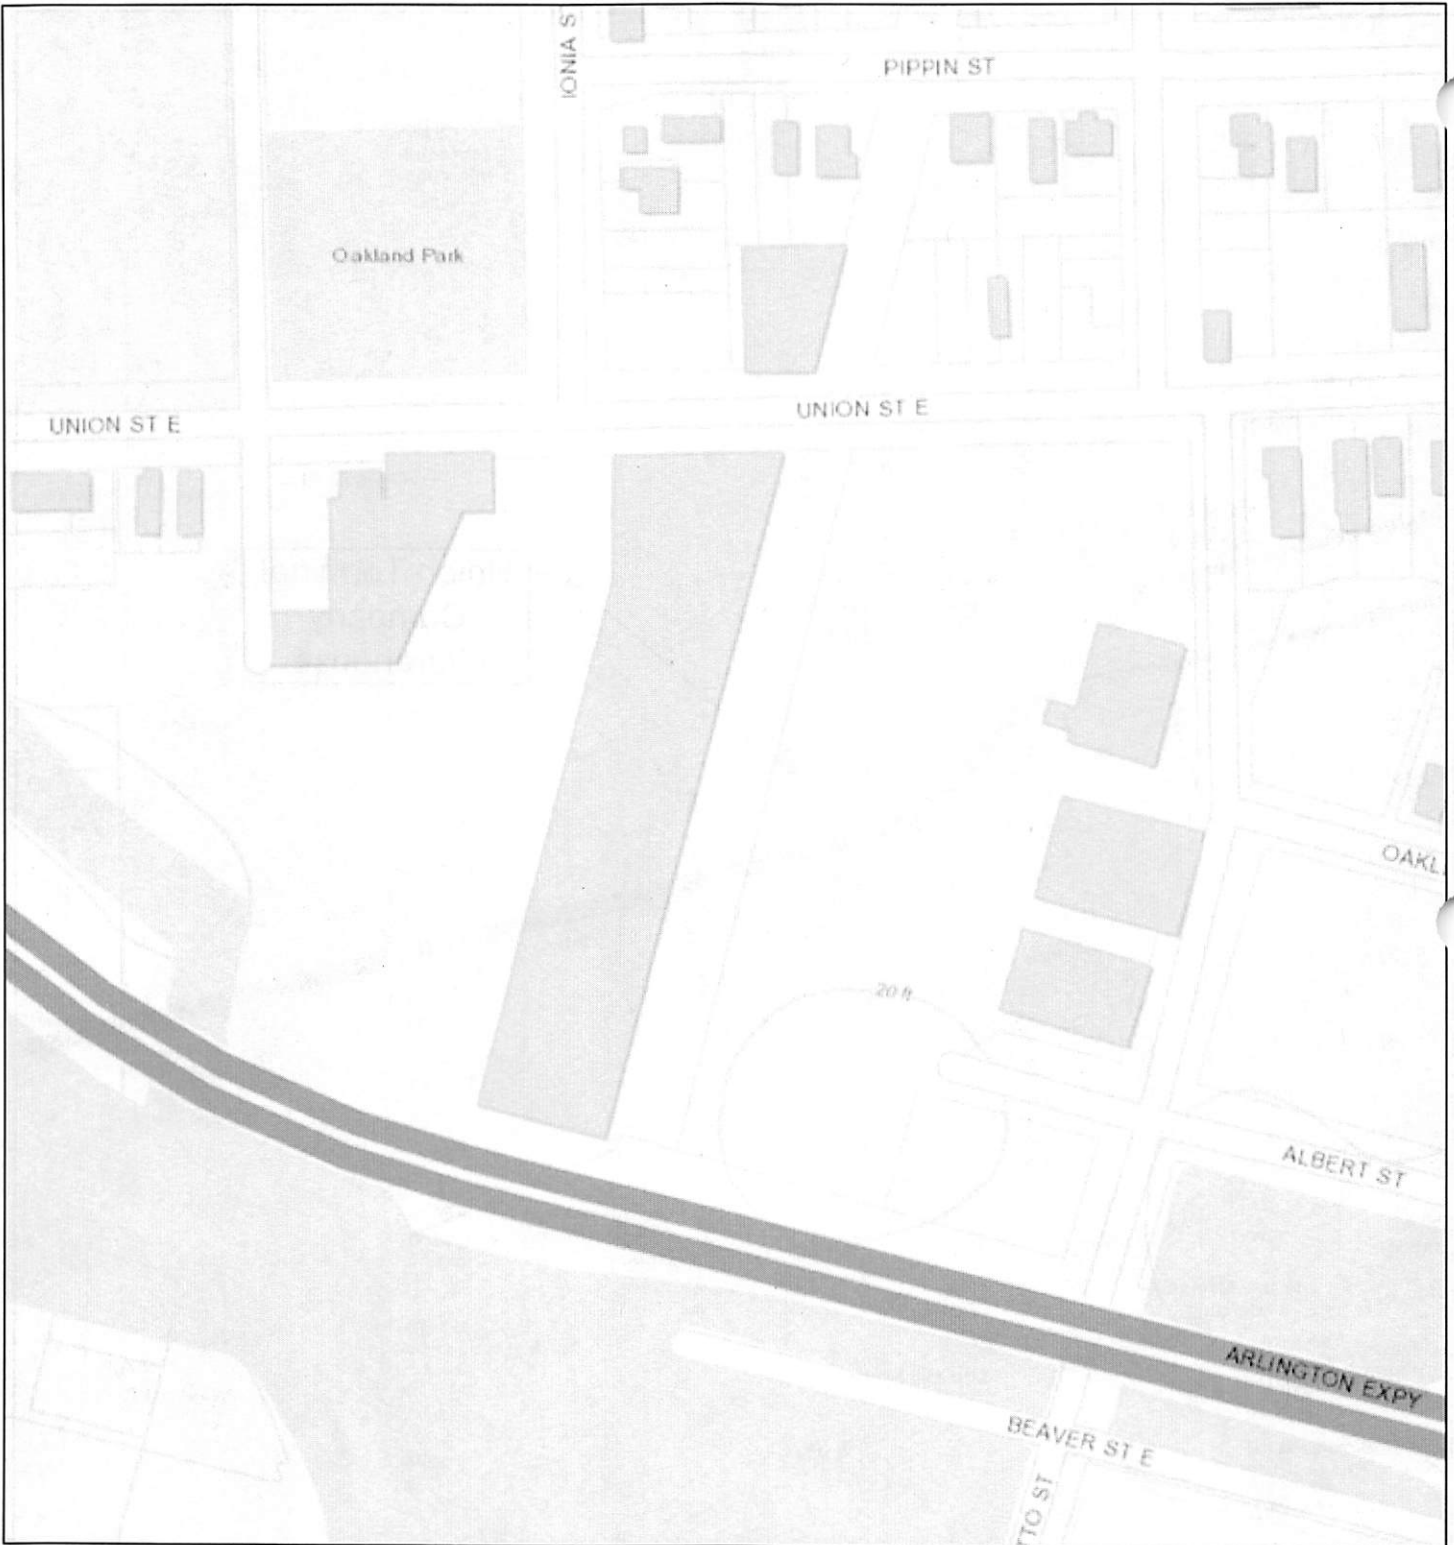 IONIA S
PIPPIN ST
Oakland Park
UNION ST E
UNION ST E
OAKL
20 ft
ALBERT ST
ARLINGTON EXPY
BEAVER ST E
TTO ST